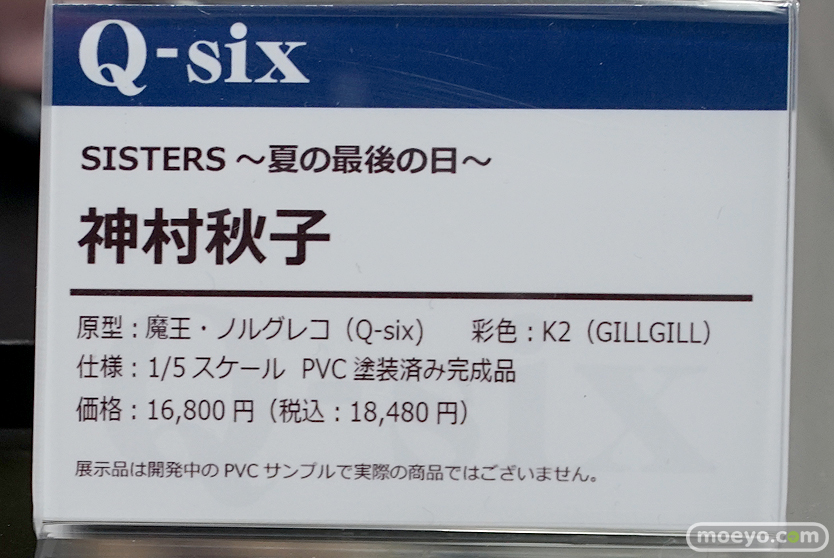 Q-six
SISTERS ～夏の最後の日～
神村秋子
原型：魔王・ノルグレコ（Q-six） 彩色：K2（GILLGILL）
仕様：1/5 スケール PVC 塗装済み完成品
価格：16,800 円（税込：18,480 円）
展示品は開発中の PVC サンプルで実際の商品ではございません。
moeyo.com